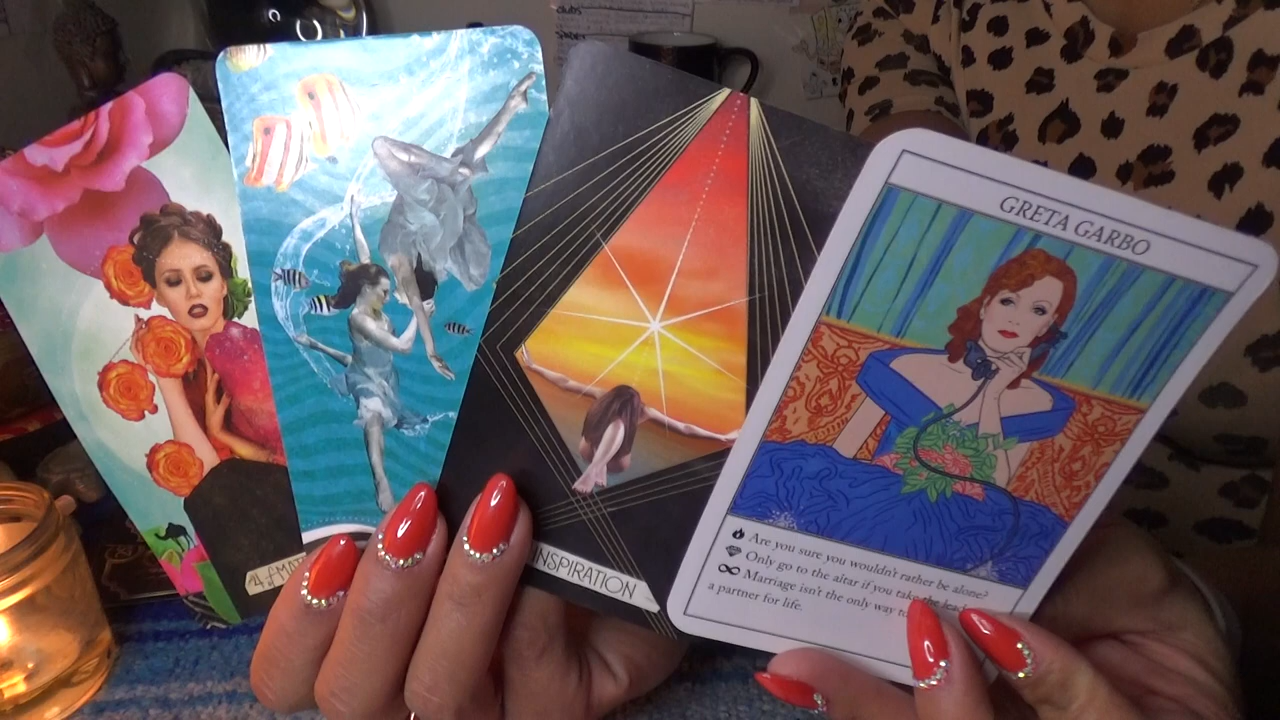 clubs
GRETA GARBO
Are you sure you wouldn't rather be alone?
Only go to the altar if you take the lead
Marriage isn't the only way to
a partner for life.
INSPIRATION